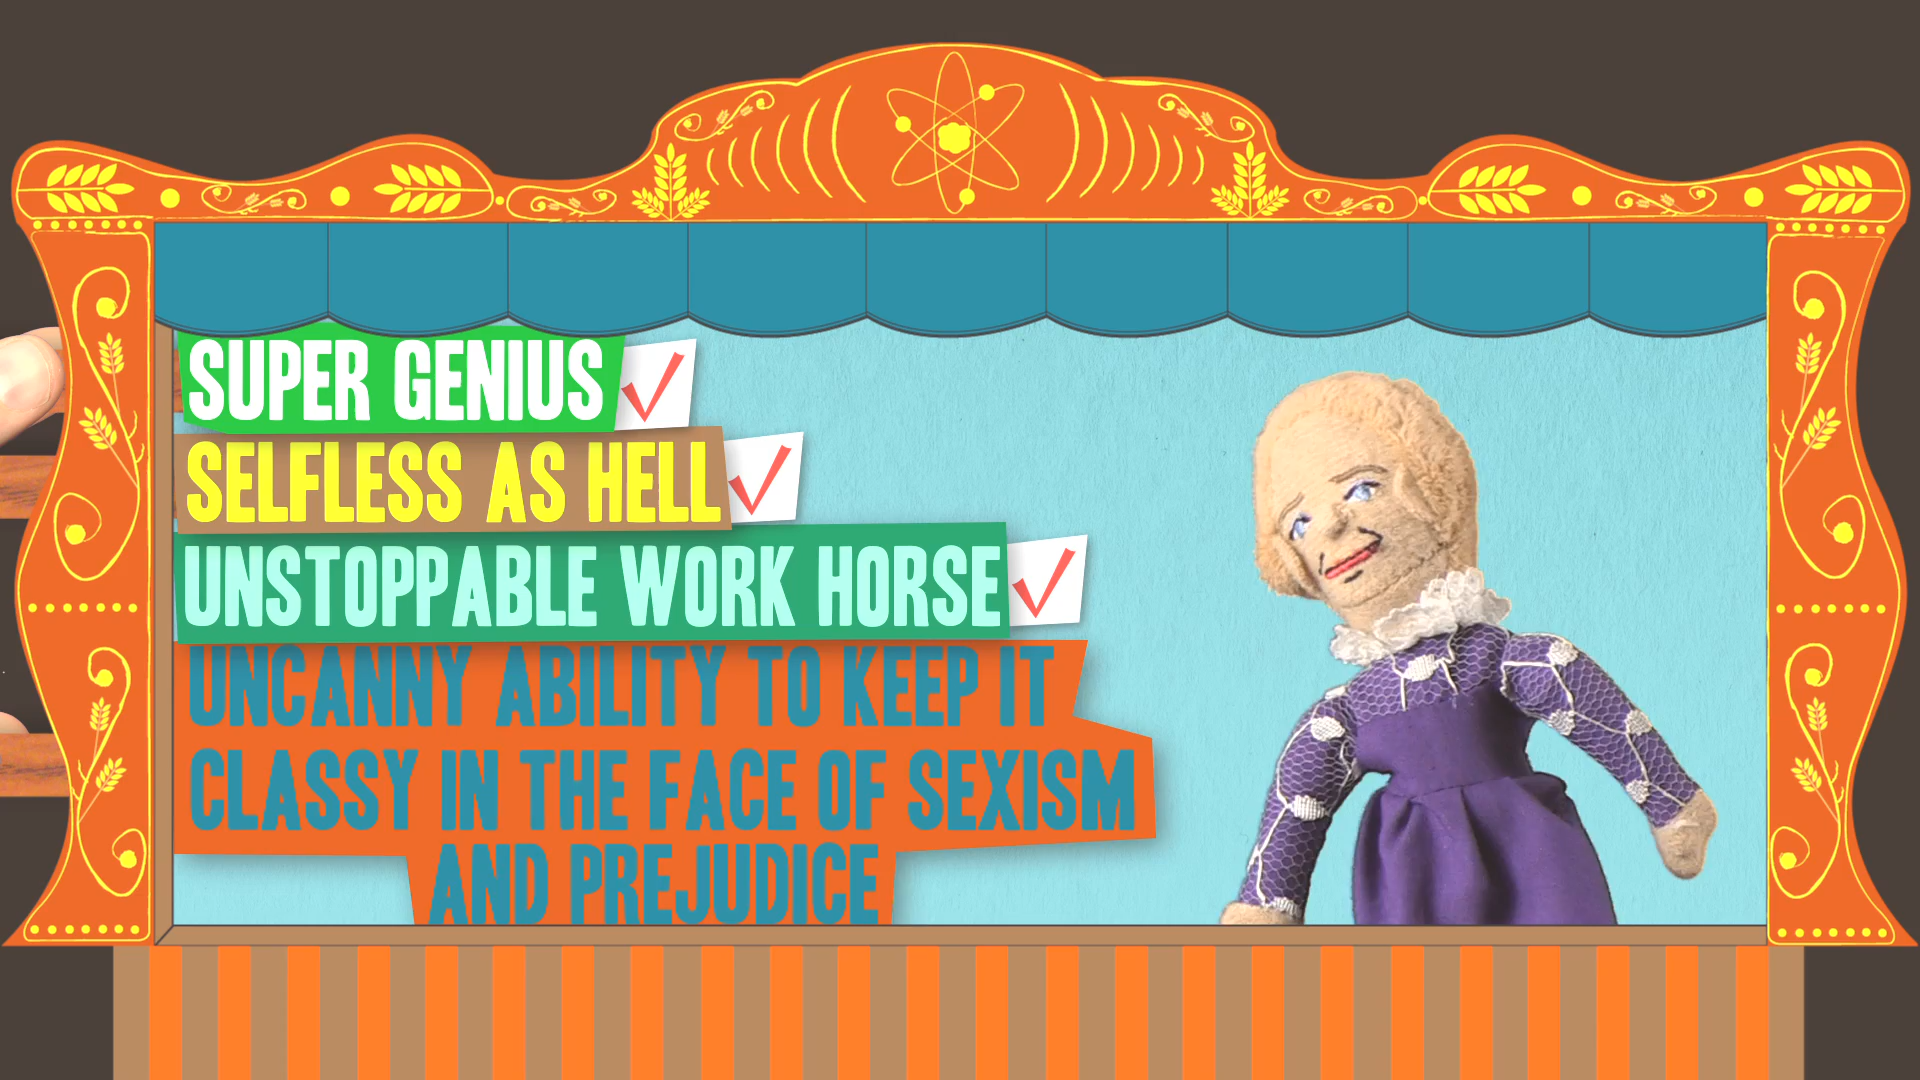 SUPER GENIUS
SELFLESS AS HELL
UNSTOPPABLE WORK HORSE
UNCANNY ABILITY TO KEEP IT
CLASSY IN THE FACE OF SEXISM
AND PREJUDICE